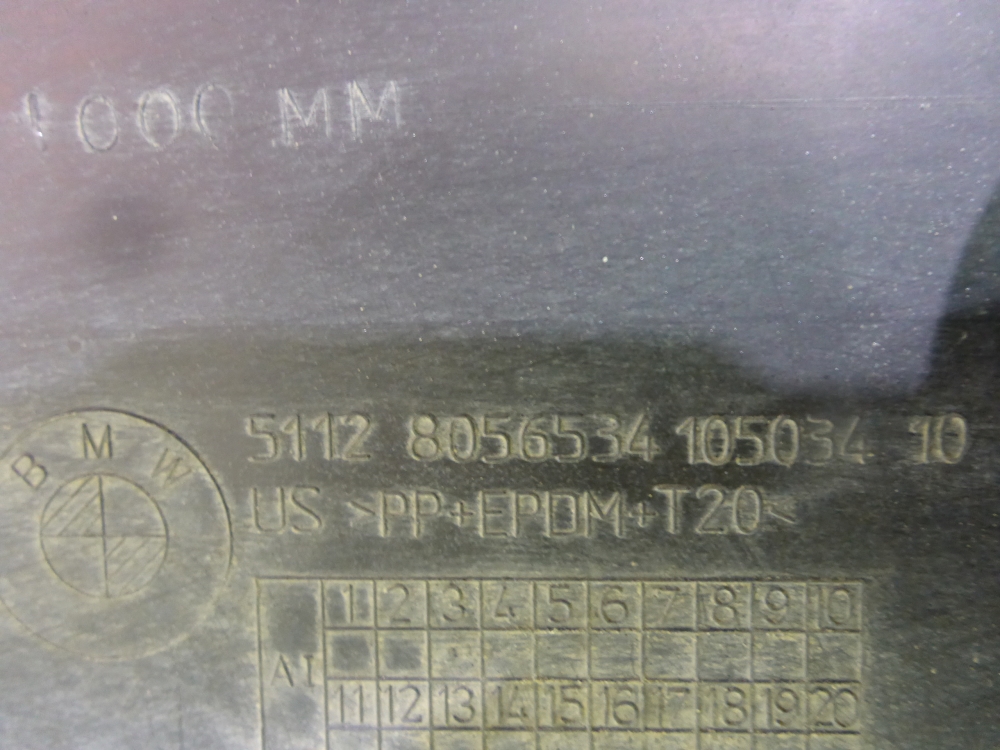 1000 MM
BMW
5112 8056534 105034 10
US >PP+EPDM+T20<
1 2 3 4 5 6 7 8 9 10
AI
11 12 13 14 15 16 17 18 19 20